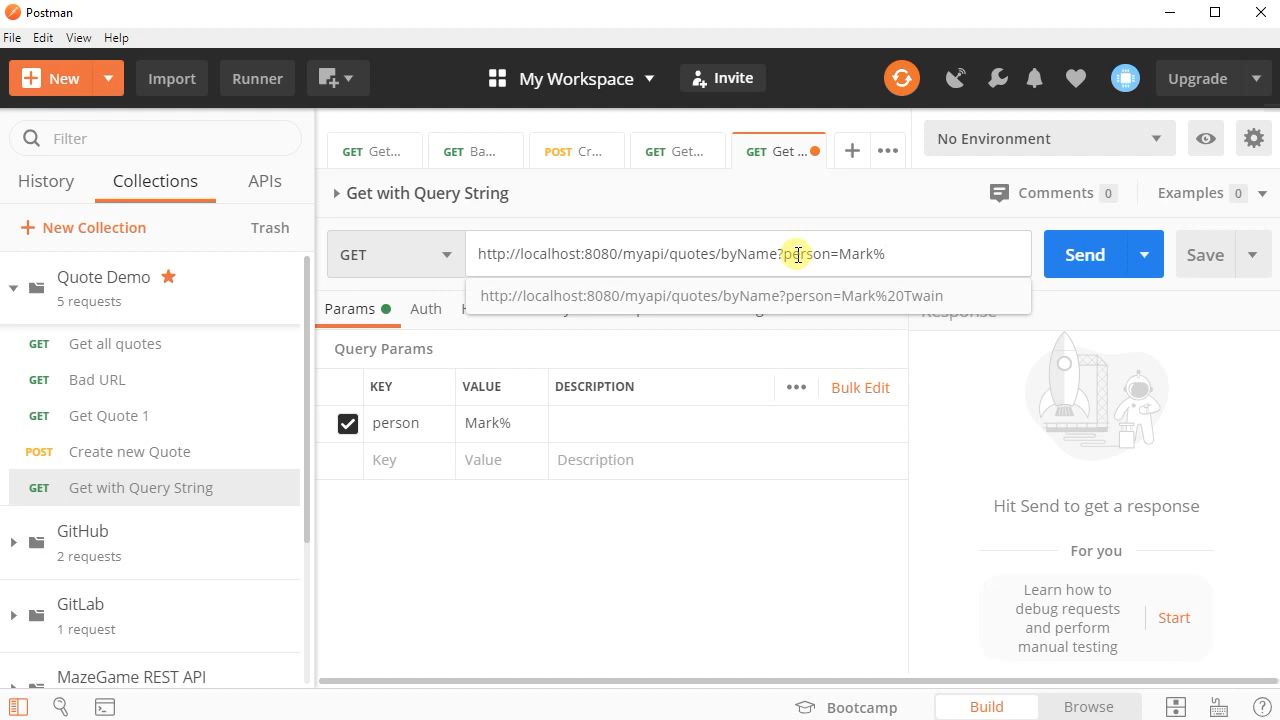 Postman
File Edit View Help
New Import Runner My Workspace Invite Upgrade
Filter
History Collections APIs
New Collection Trash
Quote Demo
5 requests
GET Get all quotes
GET Bad URL
GET Get Quote 1
POST Create new Quote
GET Get with Query String
GitHub
2 requests
GitLab
1 request
MazeGame REST API
GET Get... GET Ba... POST Cr... GET Get... GET Get ... No Environment
Get with Query String Comments 0 Examples 0
GET http://localhost:8080/myapi/quotes/byName?person=Mark% Send Save
http://localhost:8080/myapi/quotes/byName?person=Mark%20Twain
Params Auth Response
Query Params
KEY VALUE DESCRIPTION Bulk Edit
person Mark%
Key Value Description
Hit Send to get a response
For you
Learn how to
debug requests
and perform
manual testing
Start
Bootcamp Build Browse